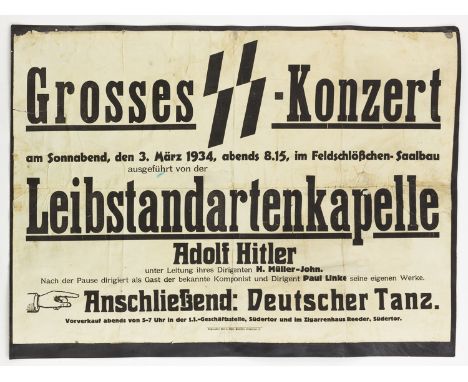 Grosses SS-Konzert
am Sonnabend, den 3. März 1934, abends 8.15, im Feldschlößchen-Saalbau
ausgeführt von der
Leibstandartenkapelle
Adolf Hitler
unter Leitung ihres Dirigenten H. Müller-John.
Nach der Pause dirigiert als Gast der bekannte Komponist und Dirigent Paul Linke seine eigenen Werke.
Anschließend: Deutscher Tanz.
Vorverkauf abends von 5-7 Uhr in der S.S.-Geschäftsstelle, Südertor und im Zigarrenhaus Roeder, Südertor.